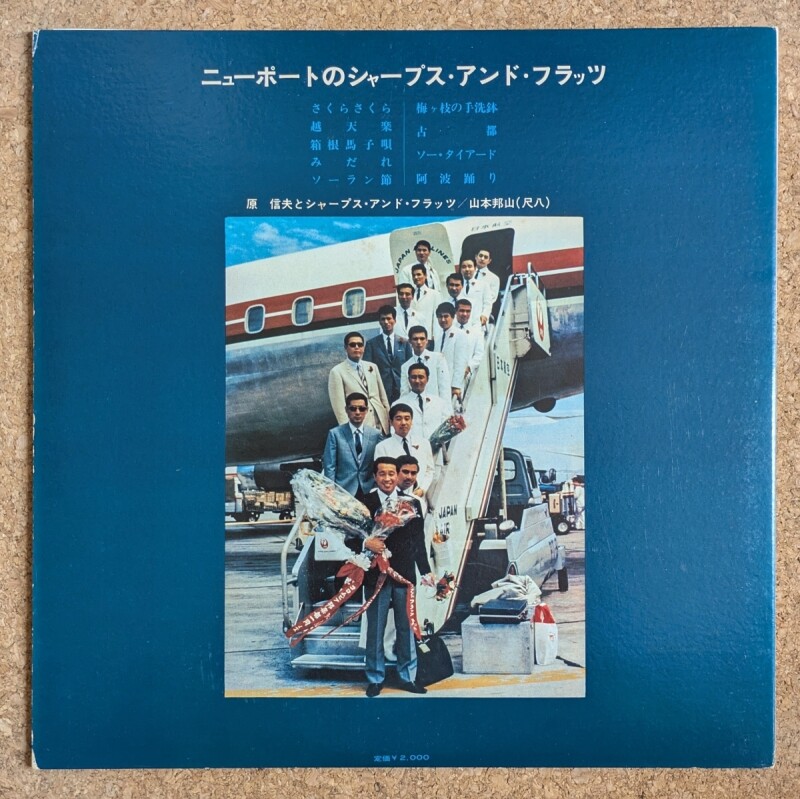 ニューポートのシャープス・アンド・フラッツ
さくらさくら
越天楽
箱根馬子唄
みだれ
ソーラン節
梅ヶ枝の手洗鉢
古都
ソー・タイアード
阿波踊り
原 信夫とシャープス・アンド・フラッツ/山本邦山(尺八)
JAPAN AIR LINES
JAPAN
AIR
定価¥2,000